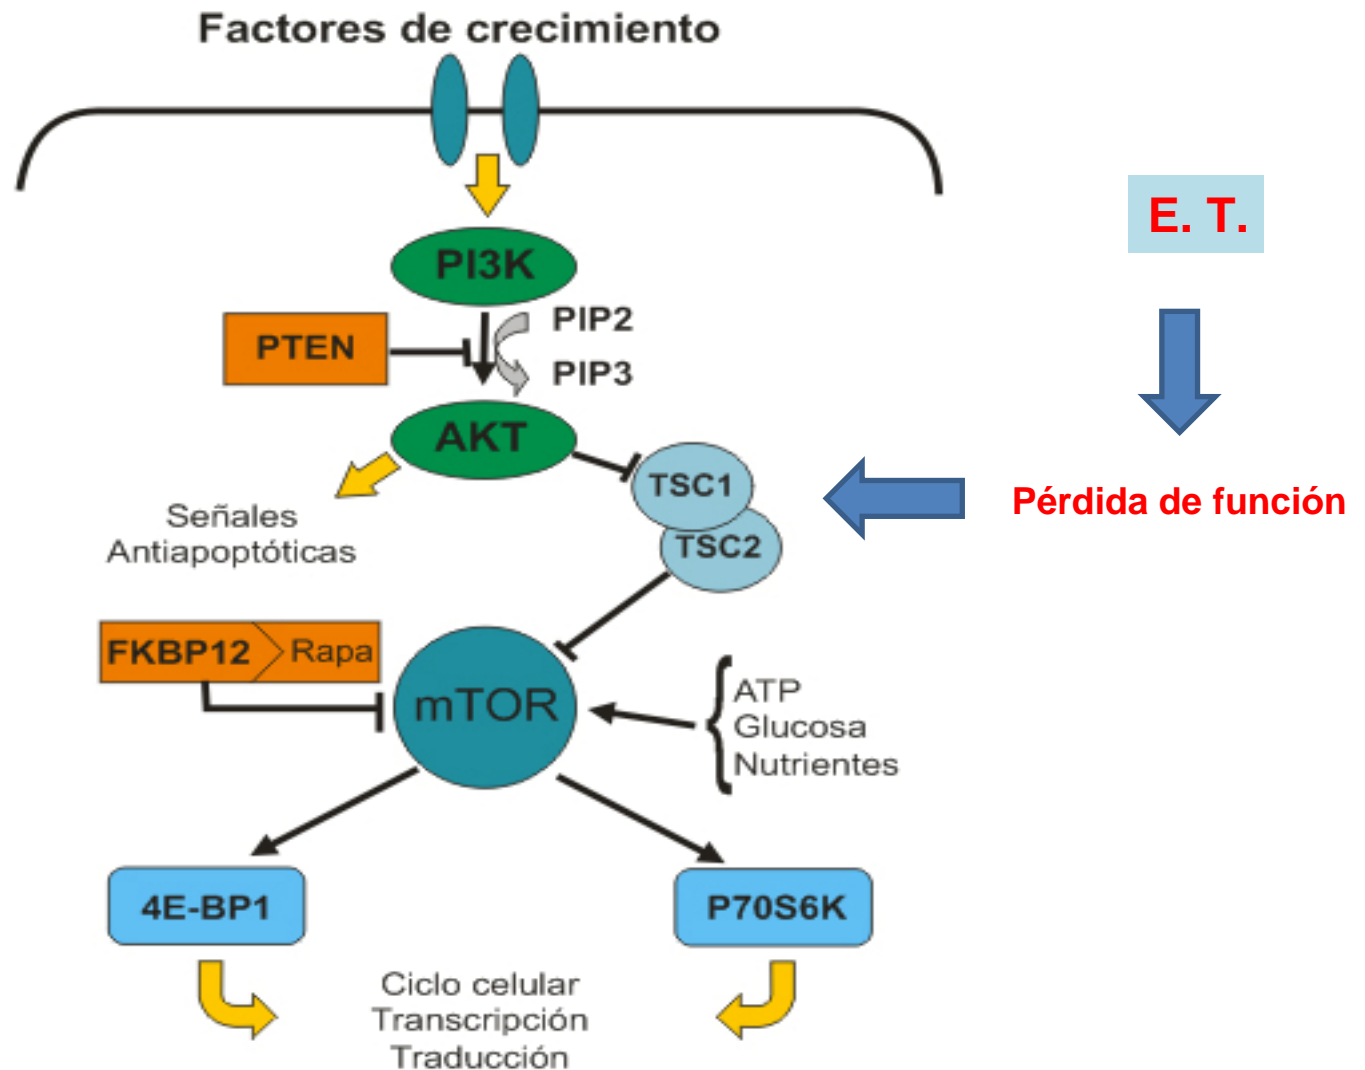 Factores de crecimiento
E. T.
PI3K
PIP2
PTEN
PIP3
AKT
TSC1
Pérdida de función
Señales
Antiapoptóticas
TSC2
FKBP12 Rapa
mTOR
ATP
Glucosa
Nutrientes
4E-BP1
P70S6K
Ciclo celular
Transcripción
Traducción